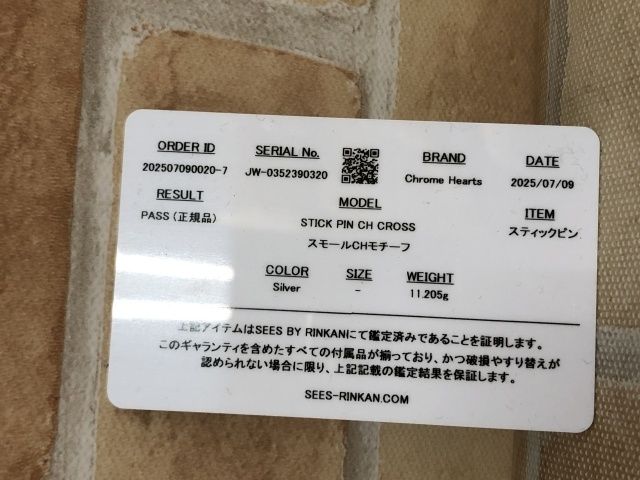 ORDER ID
202507090020-7
SERIAL No.
JW-0352390320
BRAND
Chrome Hearts
DATE
2025/07/09
RESULT
PASS（正規品）
MODEL
STICK PIN CH CROSS
スモールCHモチーフ
ITEM
スティックピン
COLOR
Silver
SIZE
-
WEIGHT
11.205g
上記アイテムはSEES BY RINKANにて鑑定済みであることを証明します。
このギャランティを含めたすべての付属品が揃っており、かつ破損やすり替えが
認められない場合に限り、上記記載の鑑定結果を保証します。
SEES-RINKAN.COM